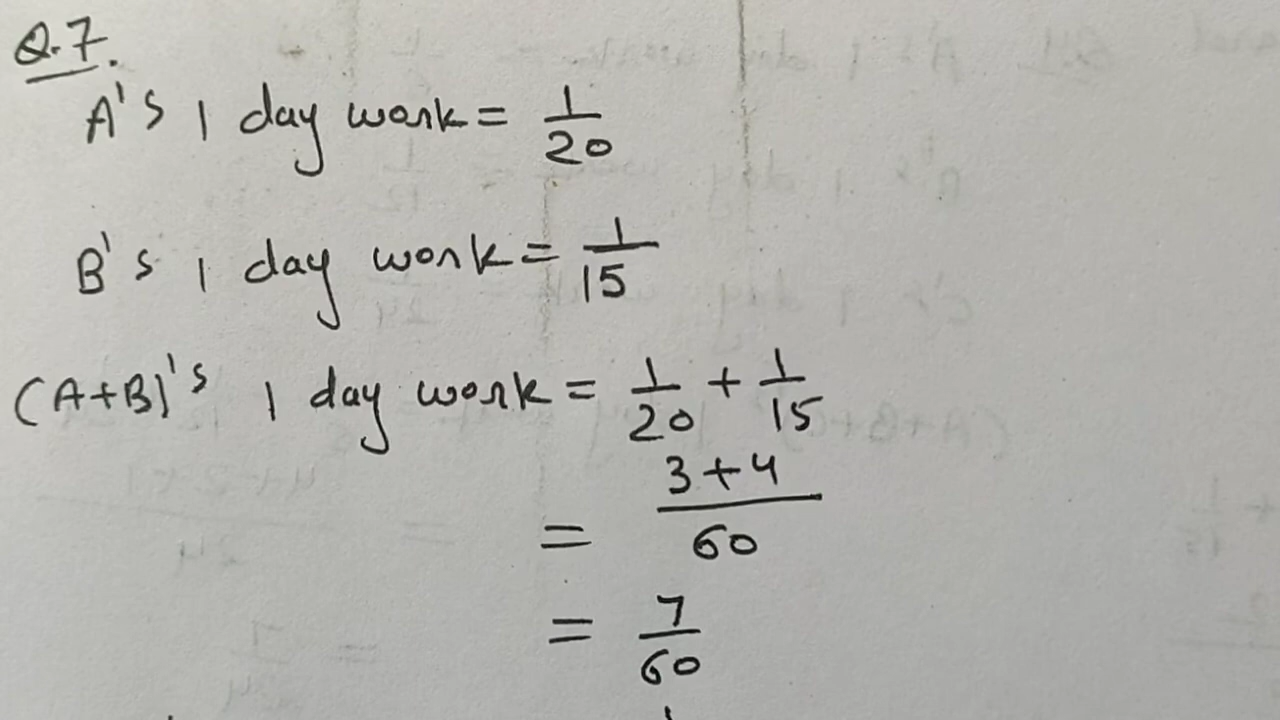 Q.7.
A's 1 day work = 1/20
B's 1 day work = 1/15
(A+B)'s 1 day work = 1/20 + 1/15
= 3+4/60
= 7/60